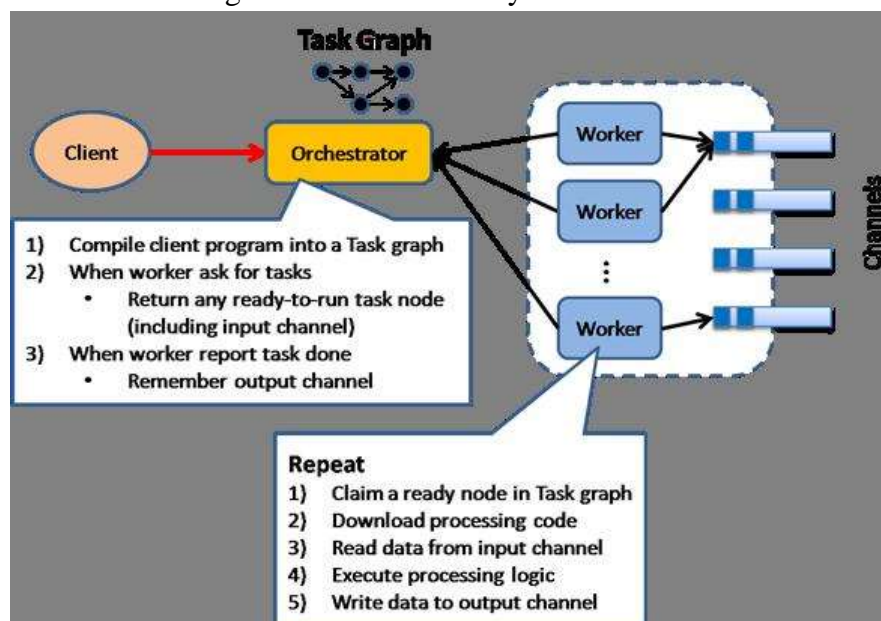 Task Graph
Client
Orchestrator
Worker
Worker
...
Worker
Channels
1) Compile client program into a Task graph
2) When worker ask for tasks
• Return any ready-to-run task node
(including input channel)
3) When worker report task done
• Remember output channel
Repeat
1) Claim a ready node in Task graph
2) Download processing code
3) Read data from input channel
4) Execute processing logic
5) Write data to output channel